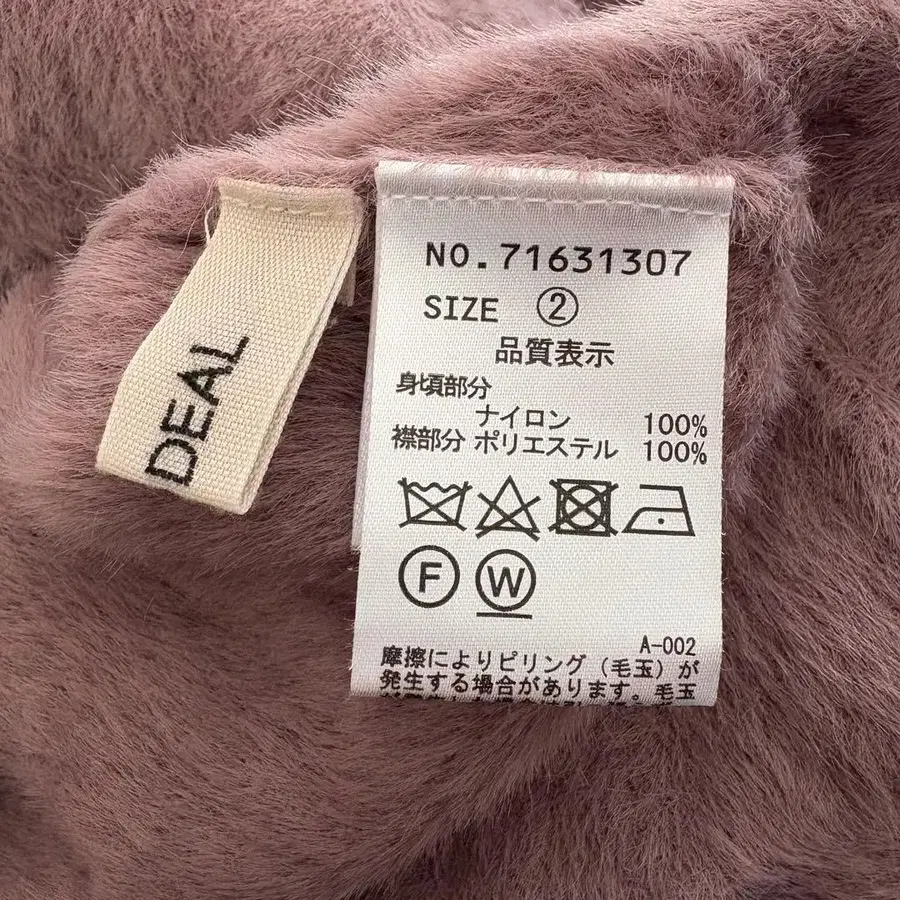 DEAL
NO.71631307
SIZE ②
品質表示
身頃部分
ナイロン 100%
襟部分 ポリエステル 100%
F W
A-002
摩擦によりピリング(毛玉)が
発生する場合があります。毛玉